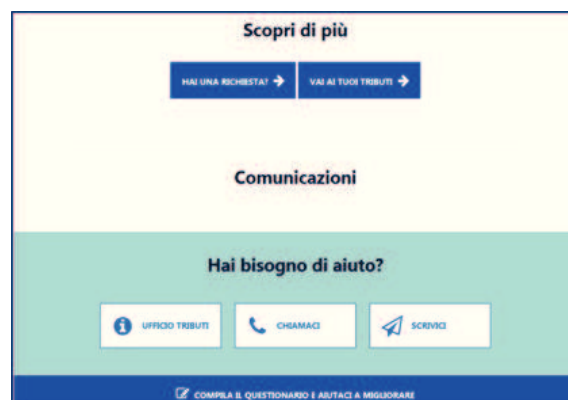 Scopri di più
HAI UNA RICHIESTA? VAI AI TUOI TRIBUTI
Comunicazioni
Hai bisogno di aiuto?
UFFICIO TRIBUTI CHIAMACI SCRIVICI
COMPILA IL QUESTIONARIO E AIUTACI A MIGLIORARE